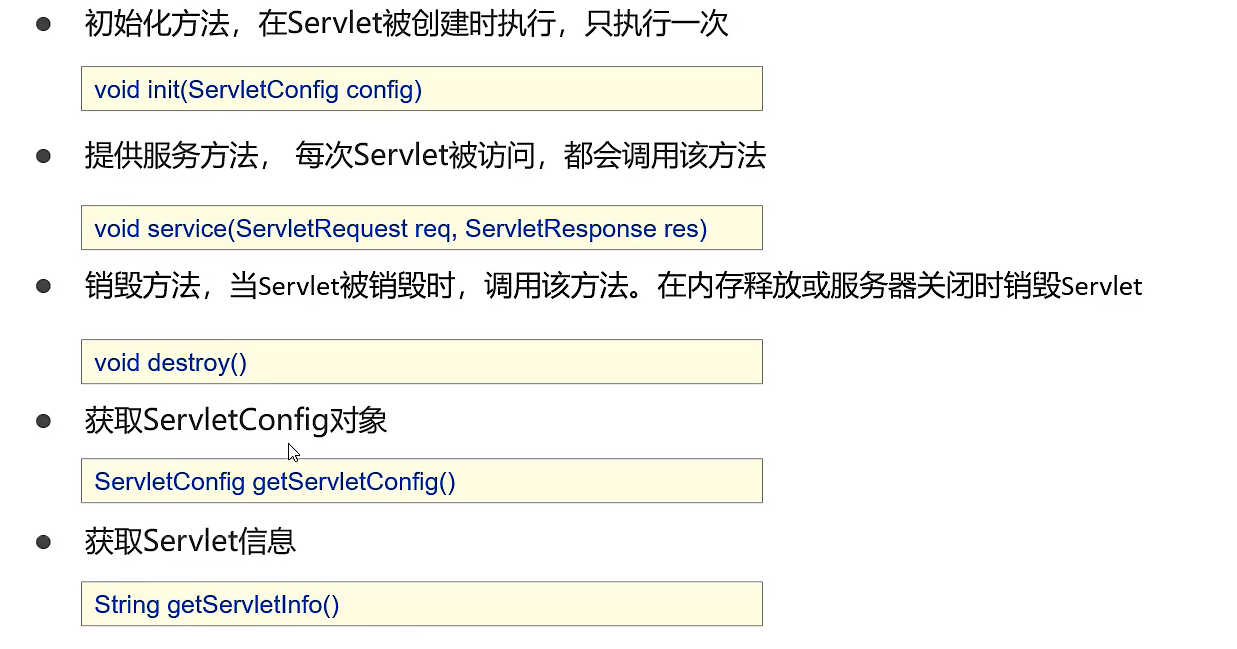 初始化方法，在Servlet被创建时执行，只执行一次
void init(ServletConfig config)
提供服务方法， 每次Servlet被访问，都会调用该方法
void service(ServletRequest req, ServletResponse res)
销毁方法，当Servlet被销毁时，调用该方法。在内存释放或服务器关闭时销毁Servlet
void destroy()
获取ServletConfig对象
ServletConfig getServletConfig()
获取Servlet信息
String getServletInfo()